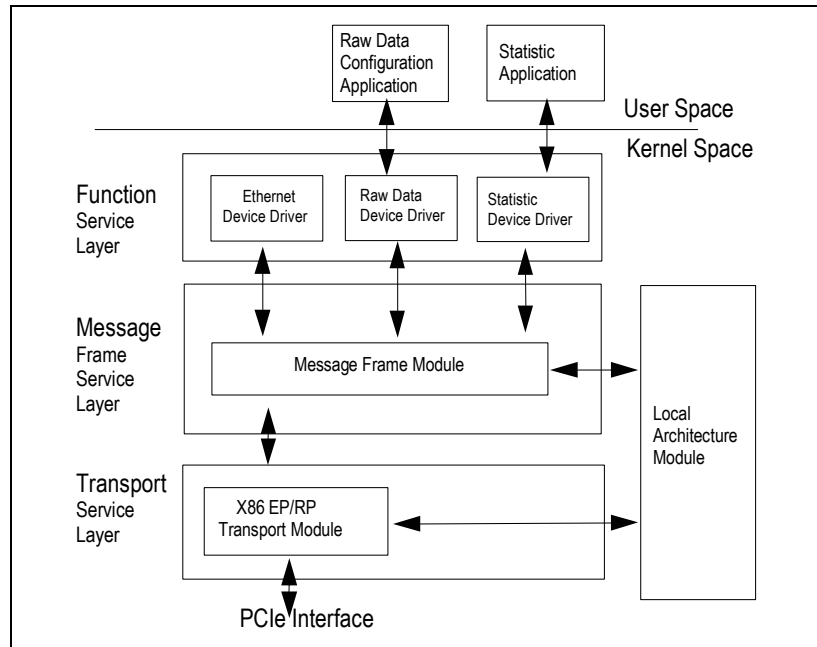 Raw Data
Configuration
Application
Statistic
Application
User Space
Kernel Space
Function
Service
Layer
Ethernet
Device Driver
Raw Data
Device Driver
Statistic
Device Driver
Message
Frame
Service
Layer
Message Frame Module
Local
Architecture
Module
Transport
Service
Layer
X86 EP/RP
Transport Module
PCIe Interface